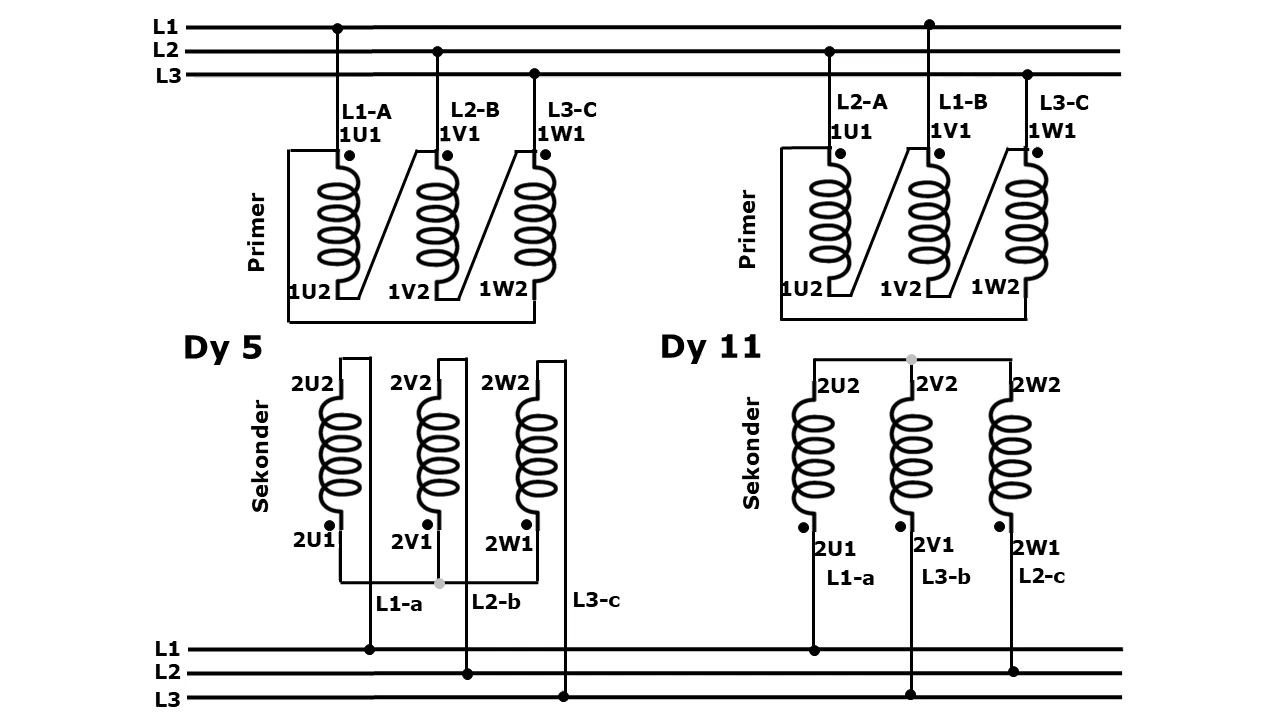 L1
L2
L3
L1-A
1U1
L2-B
1V1
L3-C
1W1
Primer
1U2
1V2
1W2
L2-A
1U1
L1-B
1V1
L3-C
1W1
Primer
1U2
1V2
1W2
Dy 5
2U2
2V2
2W2
Sekonder
2U1
2V1
2W1
L1-a
L2-b
L3-c
Dy 11
2U2
2V2
2W2
Sekonder
2U1
2V1
2W1
L1-a
L3-b
L2-c
L1
L2
L3